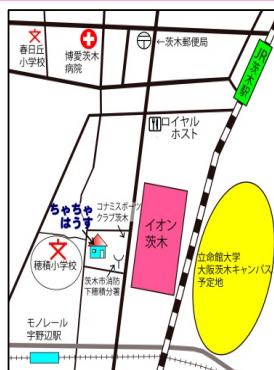 春日丘
小学校
博愛茨木
病院
←茨木郵便局
JR茨木駅
ロイヤル
ホスト
ちゃちゃ
はうす
コナミスポーツ
クラブ茨木
イオン
茨木
穂積小学校
茨木市消防
下穂積分署
立命館大学
大阪茨木キャンパス
予定地
モノレール
宇野辺駅